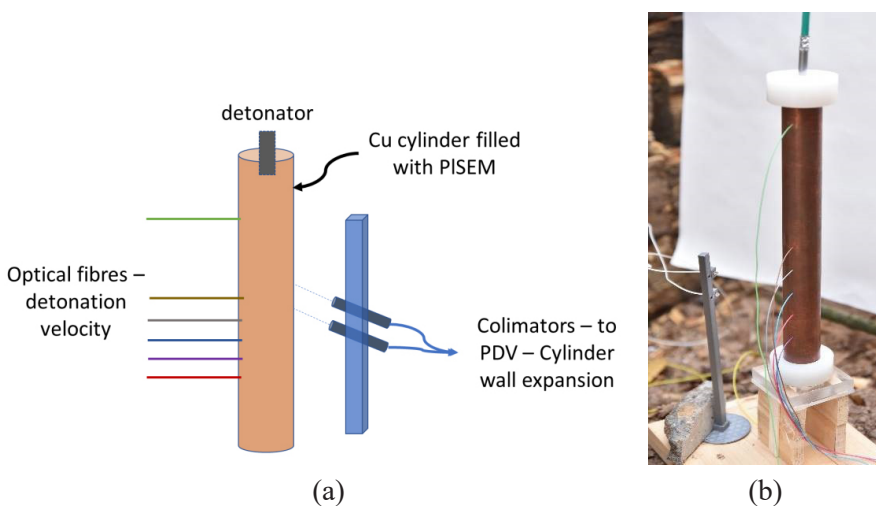 detonator
Cu cylinder filled
with PlSEM
Optical fibres –
detonation
velocity
Colimators – to
PDV – Cylinder
wall expansion
(a)
(b)